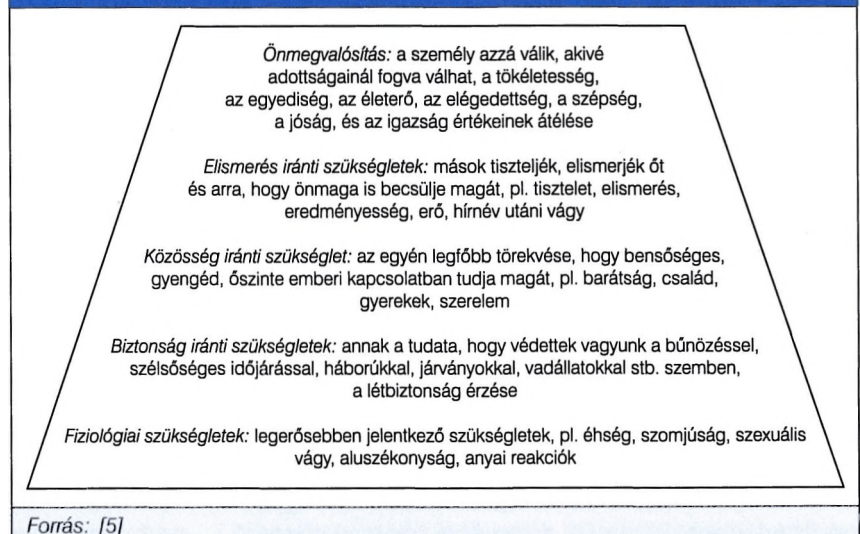 Önmegvalósítás: a személy azzá válik, akivé
adottságainál fogva válhat, a tökéletesség,
az egyediség, az életerő, az elégedettség, a szépség,
a jóság, és az igazság értékeinek átélése
Elismerés iránti szükségletek: mások tiszteljék, elismerjék őt
és arra, hogy önmaga is becsülje magát, pl. tisztelet, elismerés,
eredményesség, erő, hírnév utáni vágy
Közösség iránti szükséglet: az egyén legfőbb törekvése, hogy bensőséges,
gyengéd, őszinte emberi kapcsolatban tudja magát, pl. barátság, család,
gyerekek, szerelem
Biztonság iránti szükségletek: annak a tudata, hogy védettek vagyunk a bűnözéssel,
szélsőséges időjárással, háborúkkal, járványokkal, vadállatokkal stb. szemben,
a létbiztonság érzése
Fiziológiai szükségletek: legerősebben jelentkező szükségletek, pl. éhség, szomjúság, szexuális
vágy, aluszékonyság, anyai reakciók
Forrás: [5]